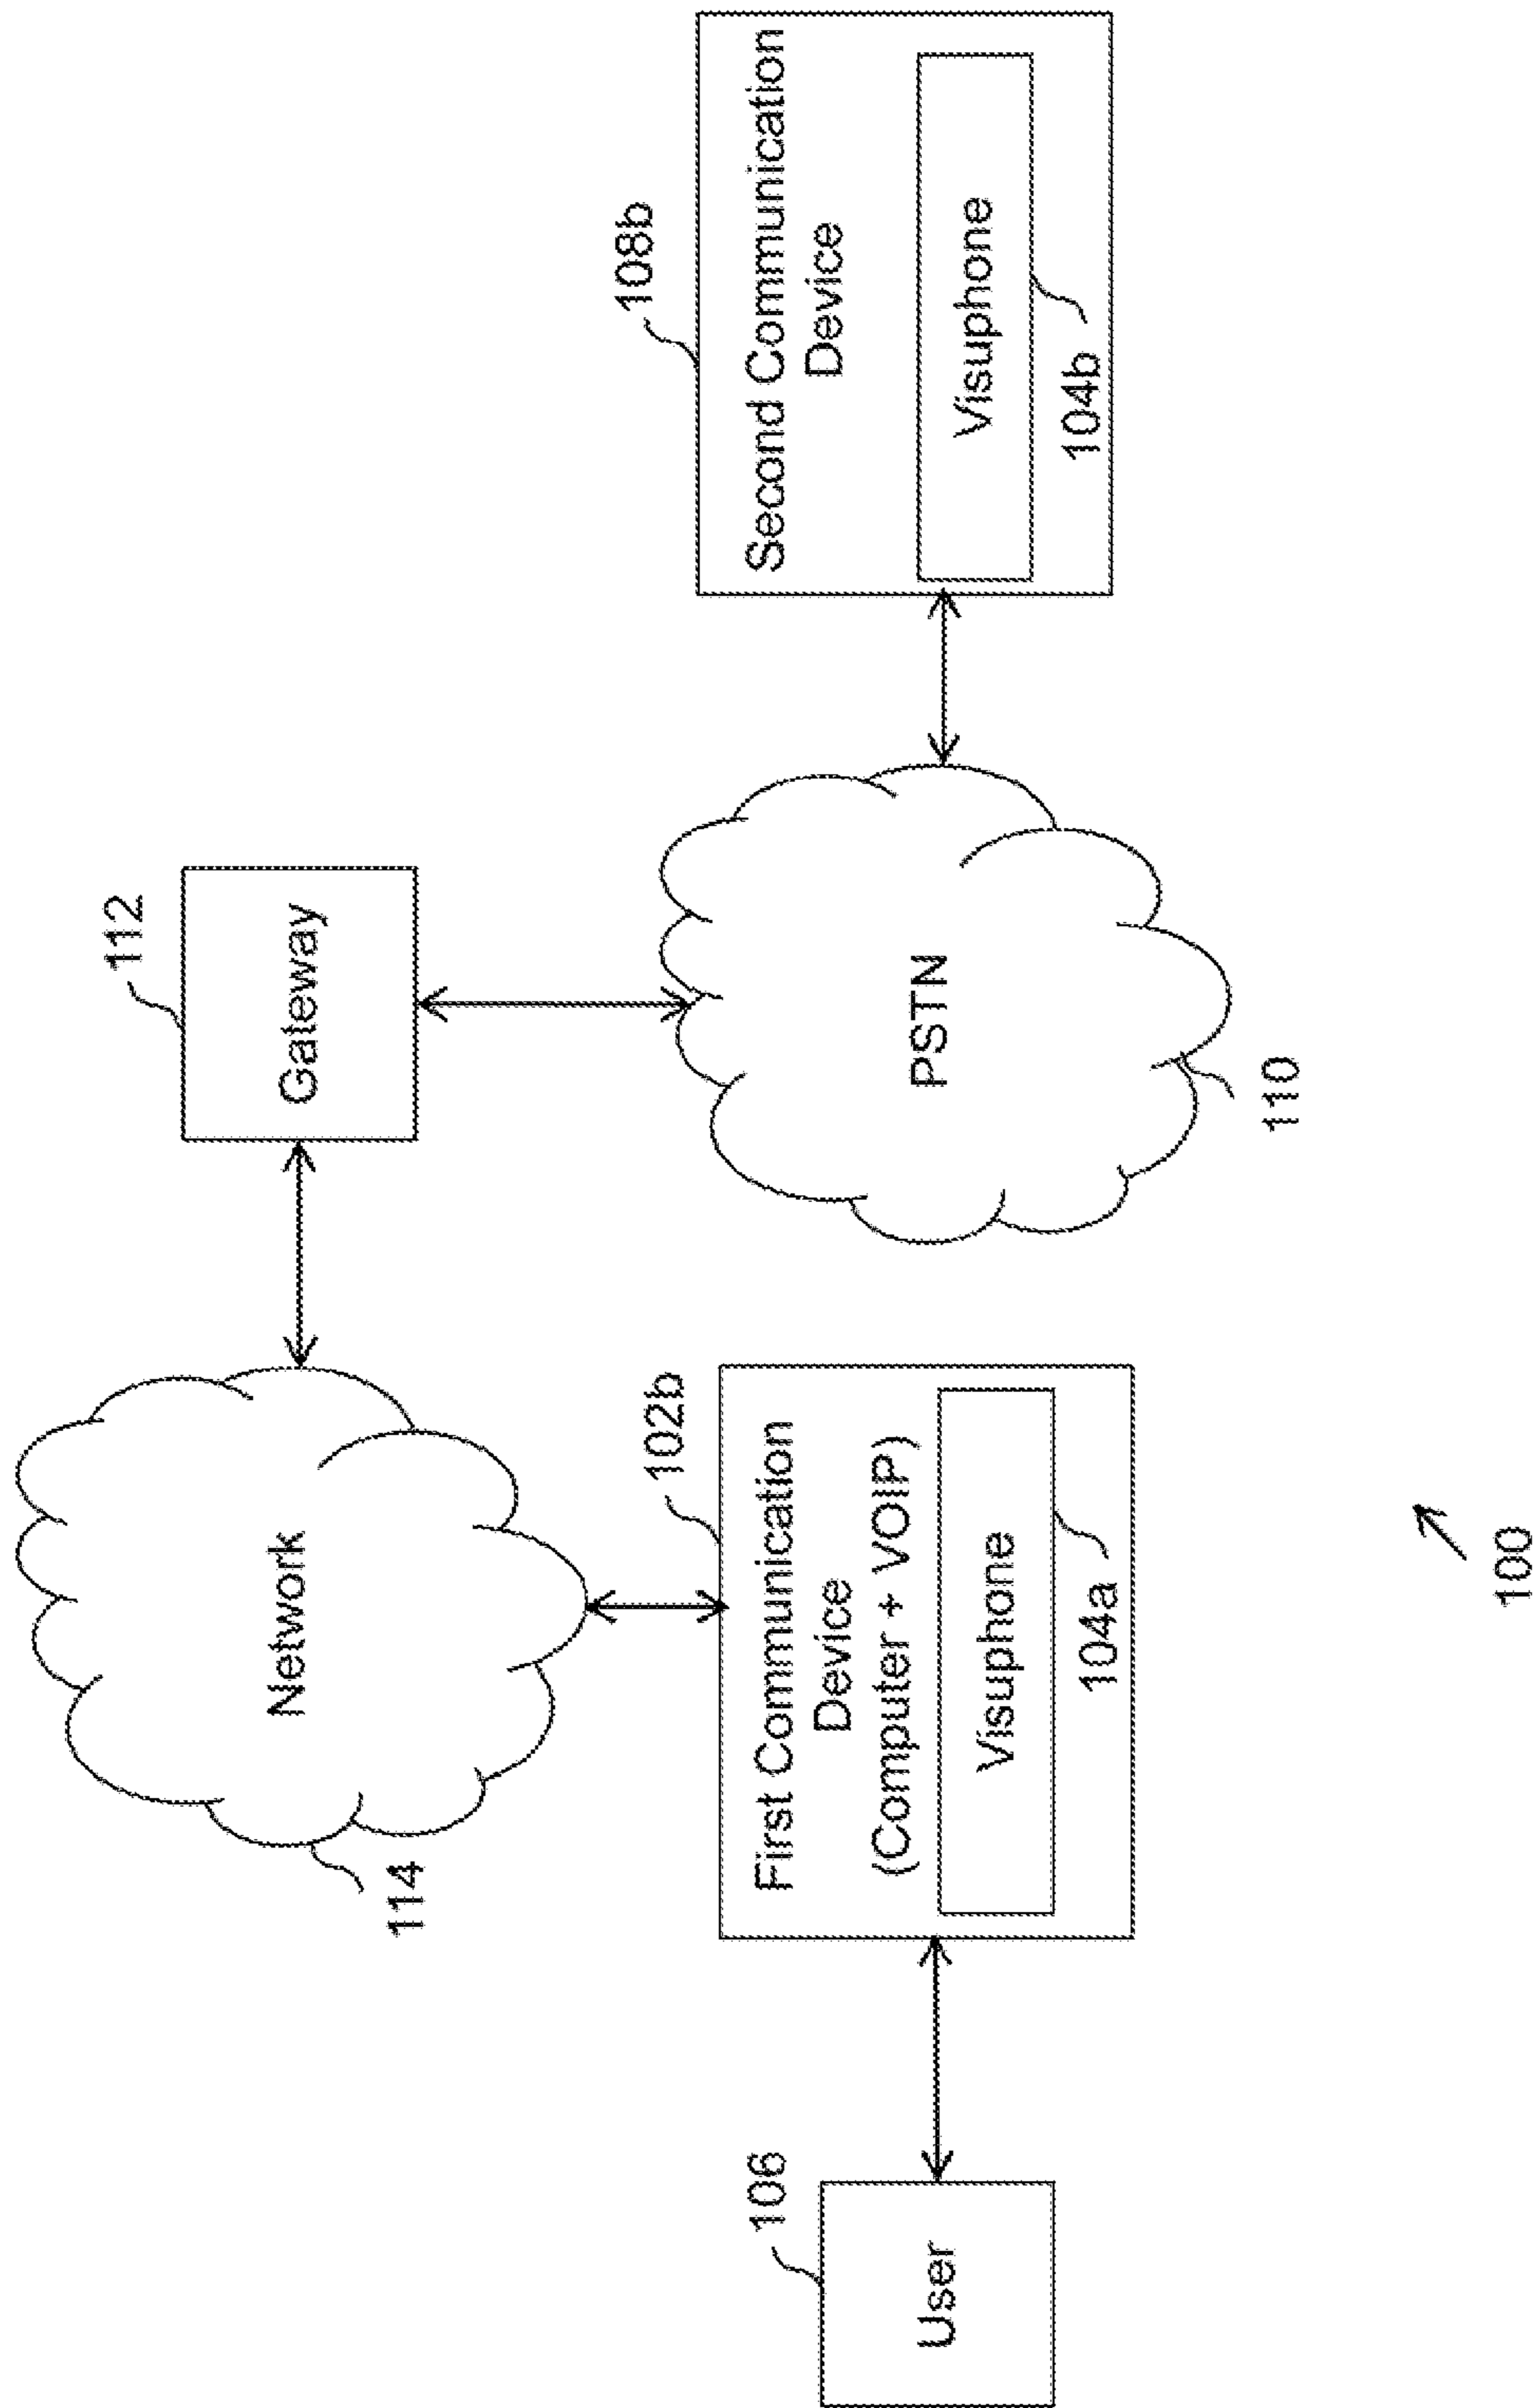 112
Gateway
Network
114
108b
Second Communication
Device
Visuphone
104b
PSTN
110
102b
First Communication
Device
(Computer + VOIP)
Visuphone
104a
106
User
100